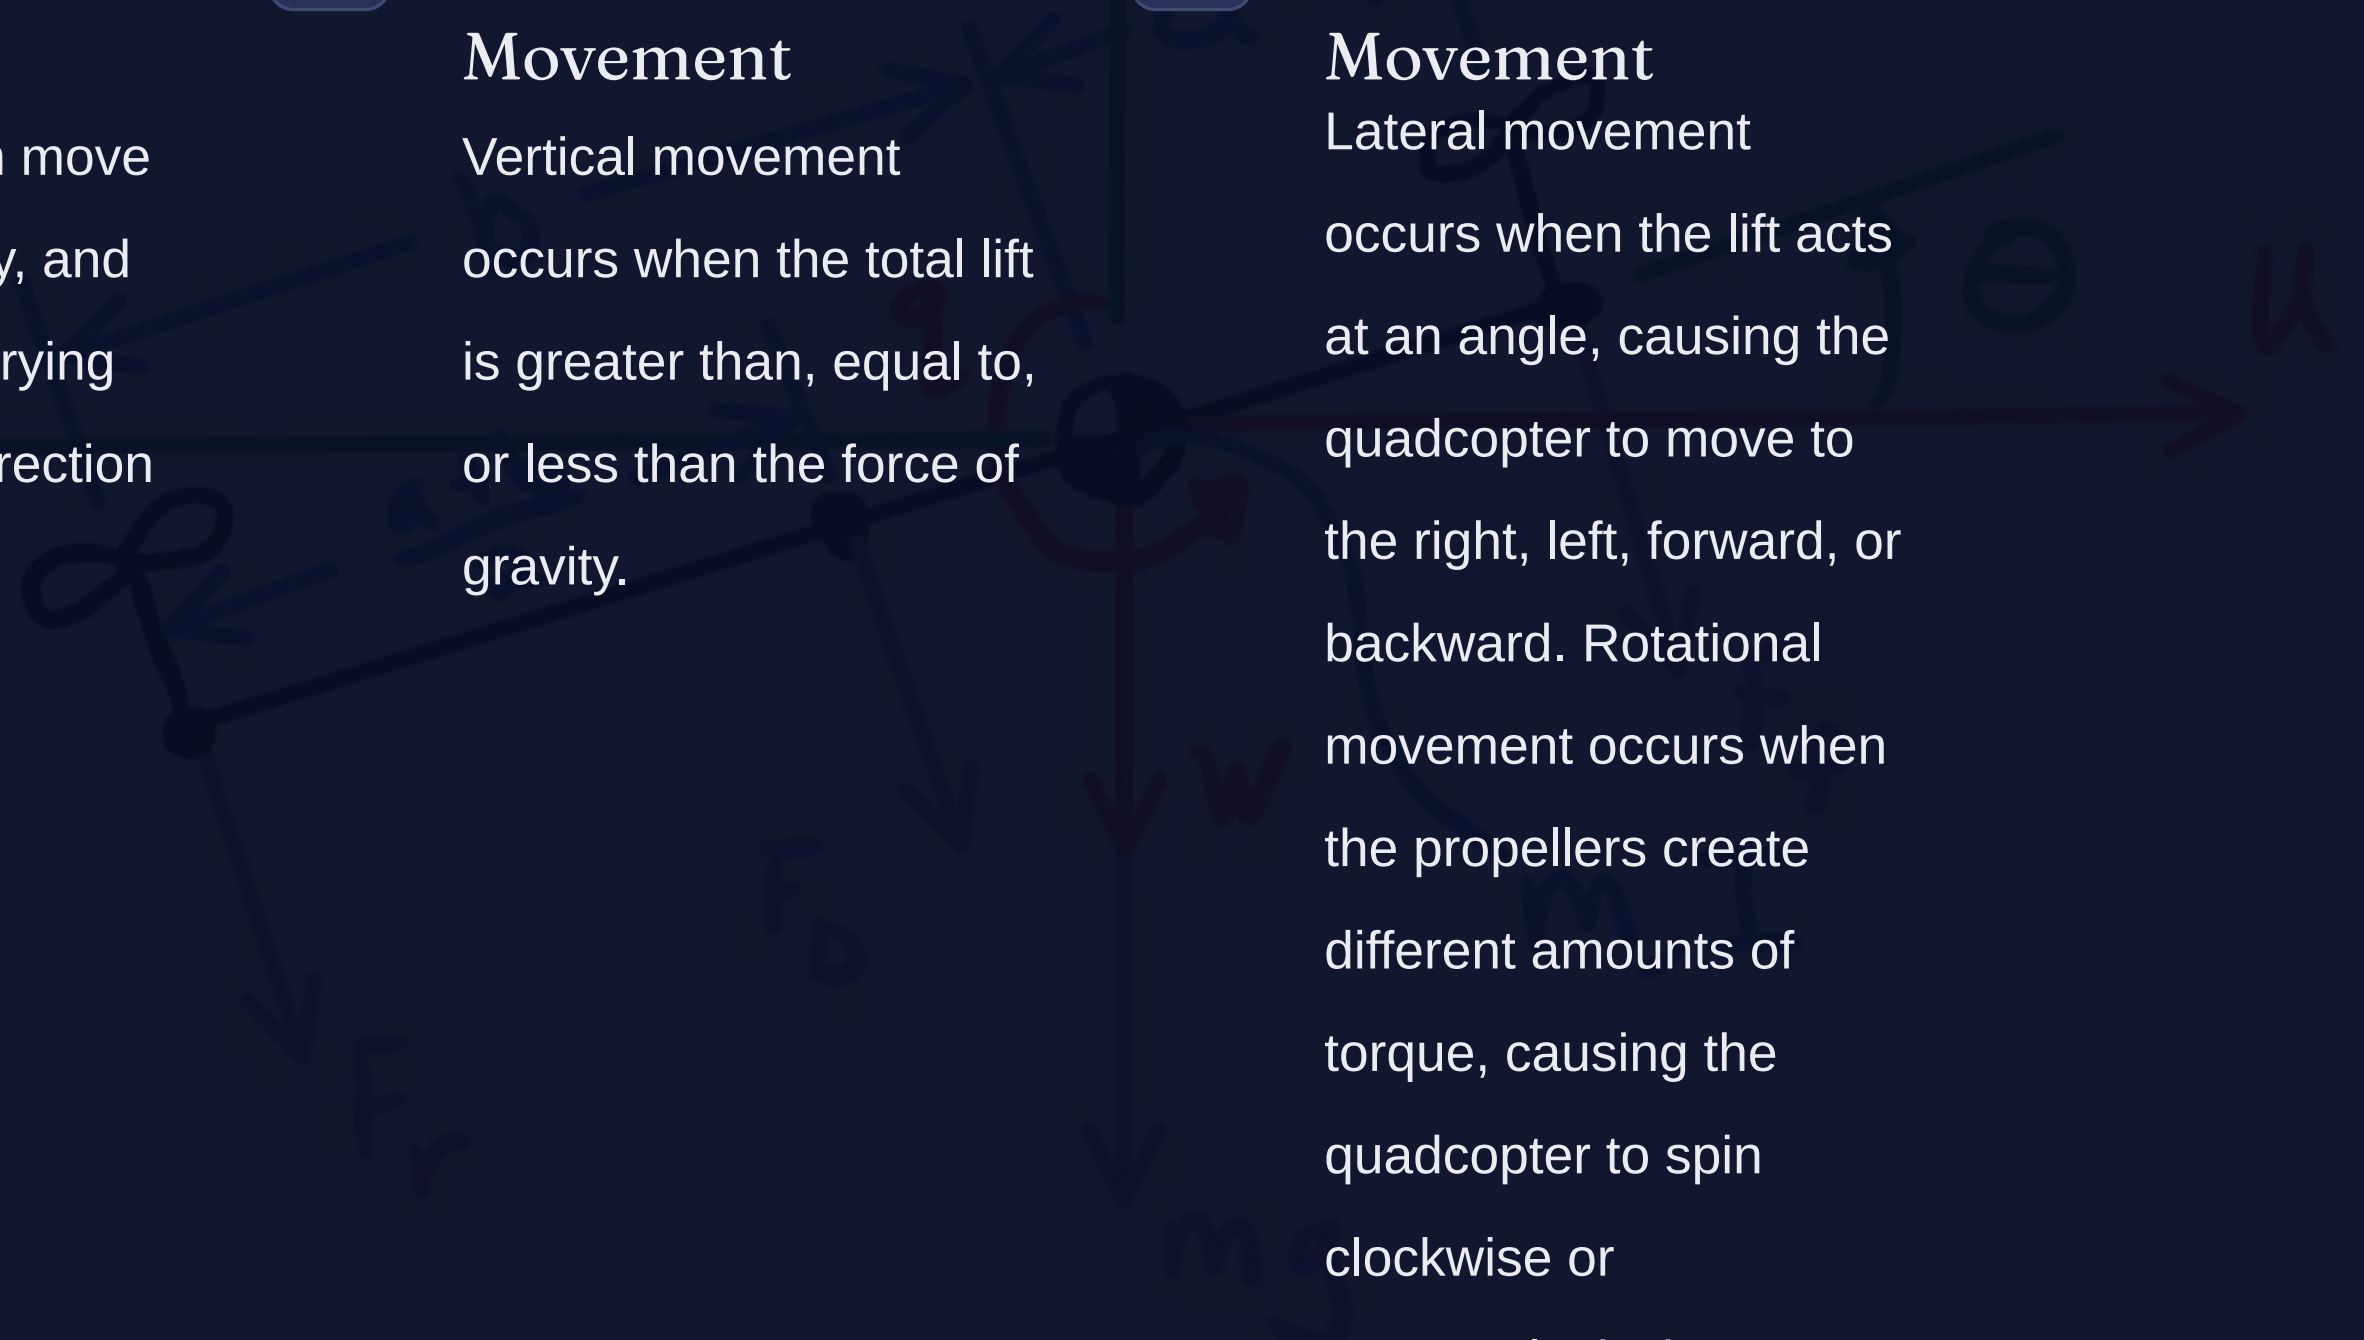 move
y, and
rying
rection
Movement
Vertical movement
occurs when the total lift
is greater than, equal to,
or less than the force of
gravity.
Movement
Lateral movement
occurs when the lift acts
at an angle, causing the
quadcopter to move to
the right, left, forward, or
backward. Rotational
movement occurs when
the propellers create
different amounts of
torque, causing the
quadcopter to spin
clockwise or
b
a
q
θ
u
w
F_D
F_r
m I
mg